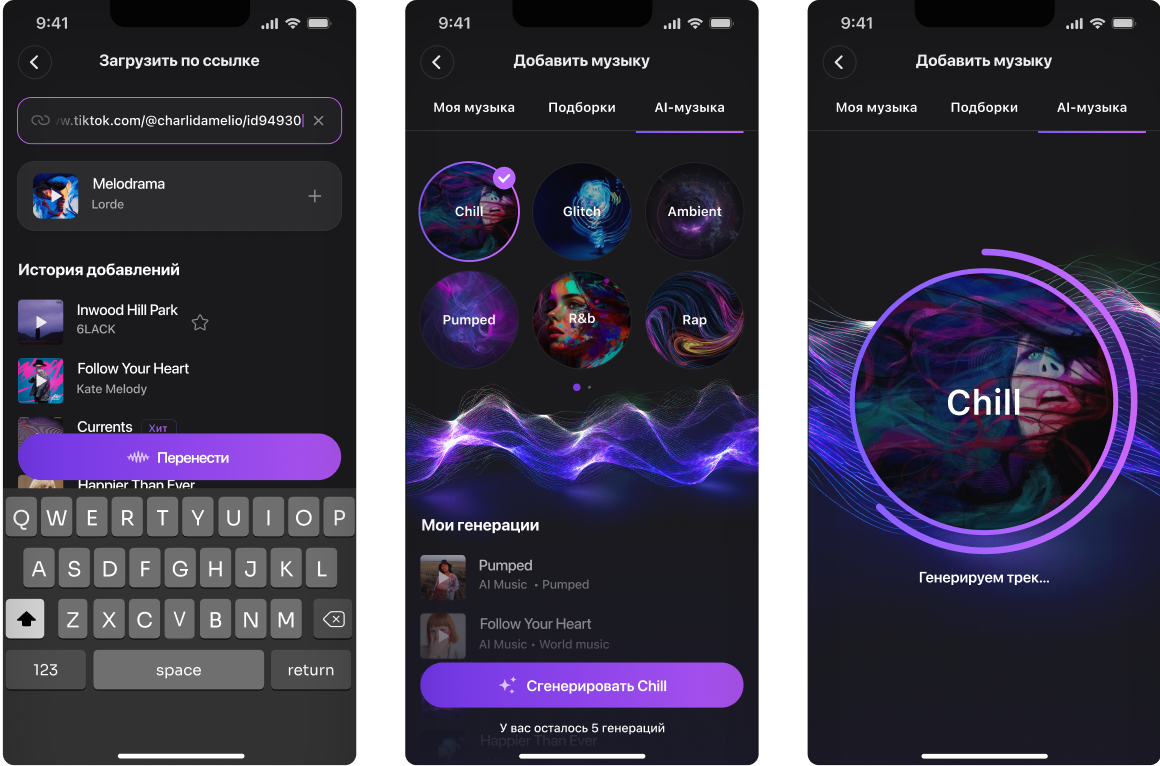 9:41
Загрузить по ссылке
w.tiktok.com/@charlidamelio/id94930
Melodrama
Lorde
История добавлений
Inwood Hill Park
6LACK
Follow Your Heart
Kate Melody
Currents Хит
Перенести
Happier Than Ever
Q W E R T Y U I O P
A S D F G H J K L
Z X C V B N M
123 space return
9:41
Добавить музыку
Моя музыка Подборки AI-музыка
Chill Glitch Ambient
Pumped R&b Rap
Мои генерации
Pumped
AI Music • Pumped
Follow Your Heart
AI Music • World music
Сгенерировать Chill
У вас осталось 5 генераций
Happier Than Ever
9:41
Добавить музыку
Моя музыка Подборки AI-музыка
Chill
Генерируем трек...